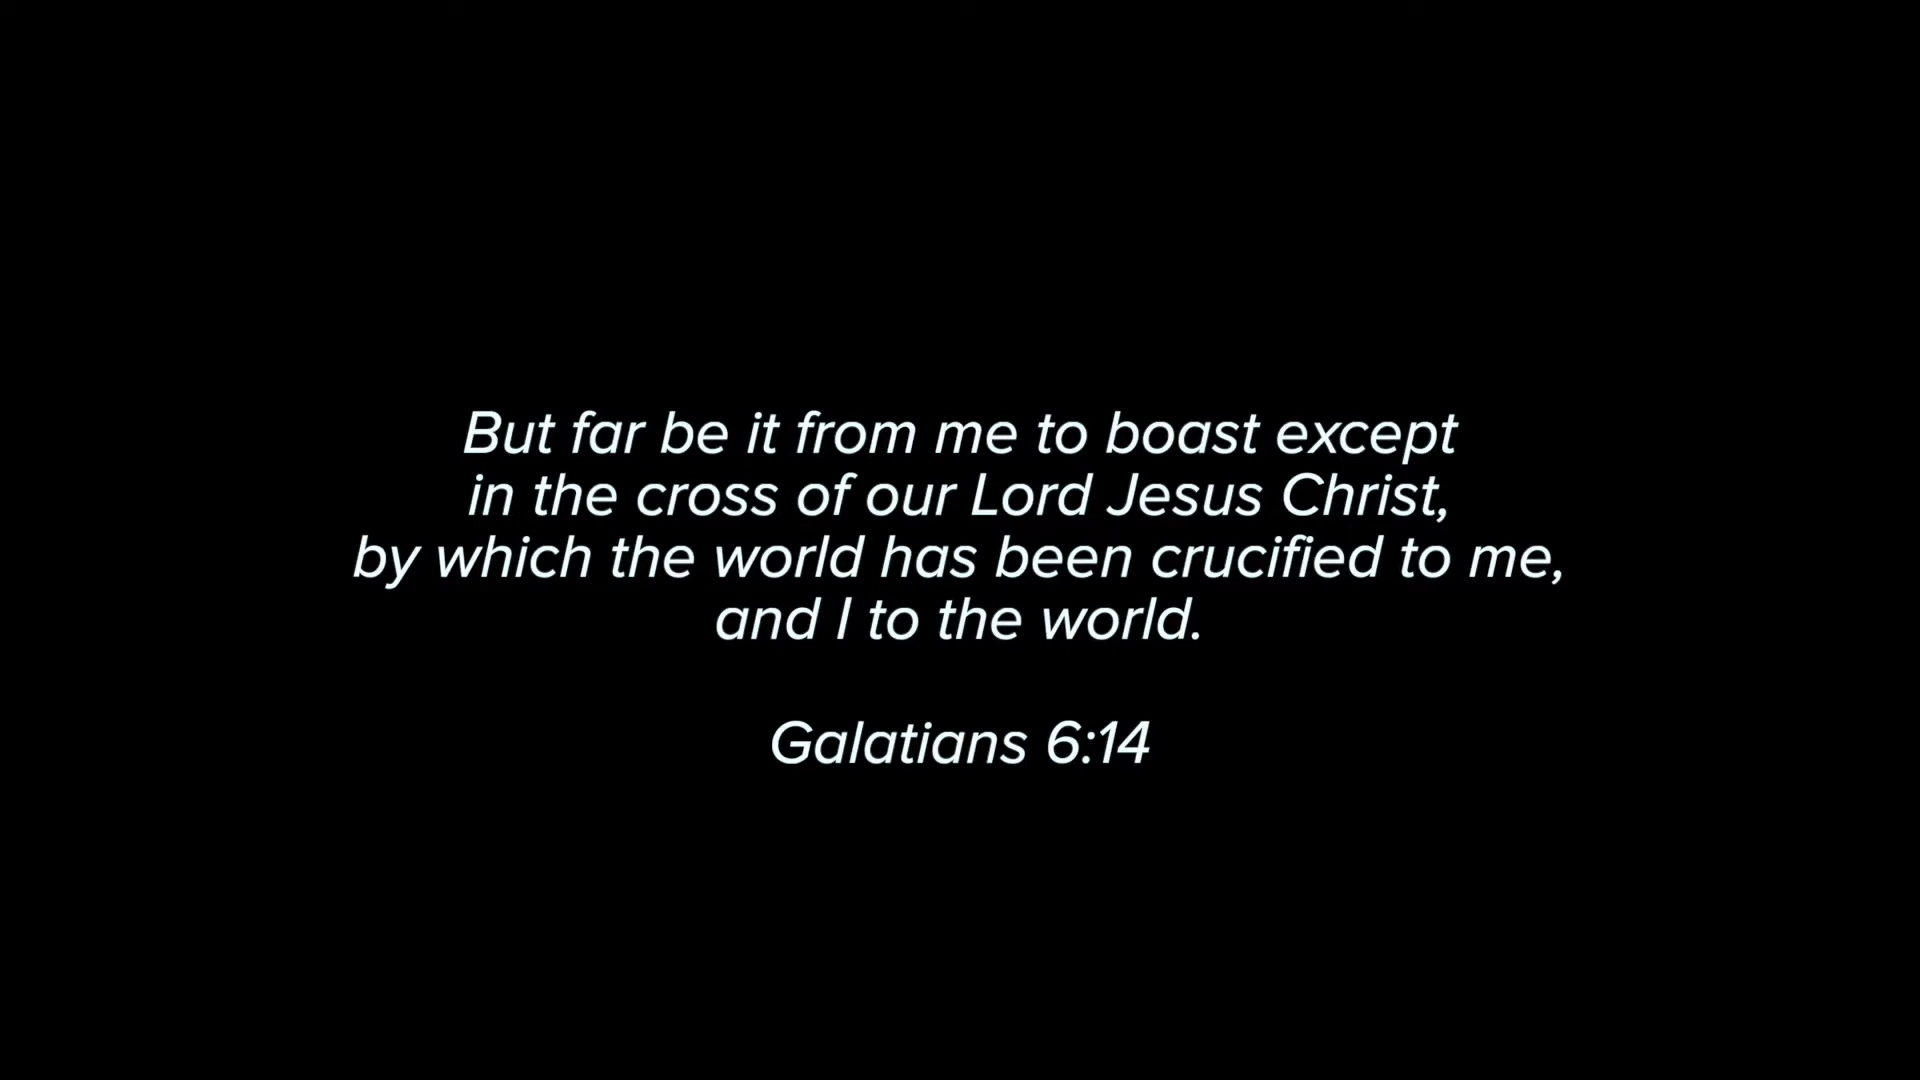 But far be it from me to boast except
in the cross of our Lord Jesus Christ,
by which the world has been crucified to me,
and I to the world.
Galatians 6:14